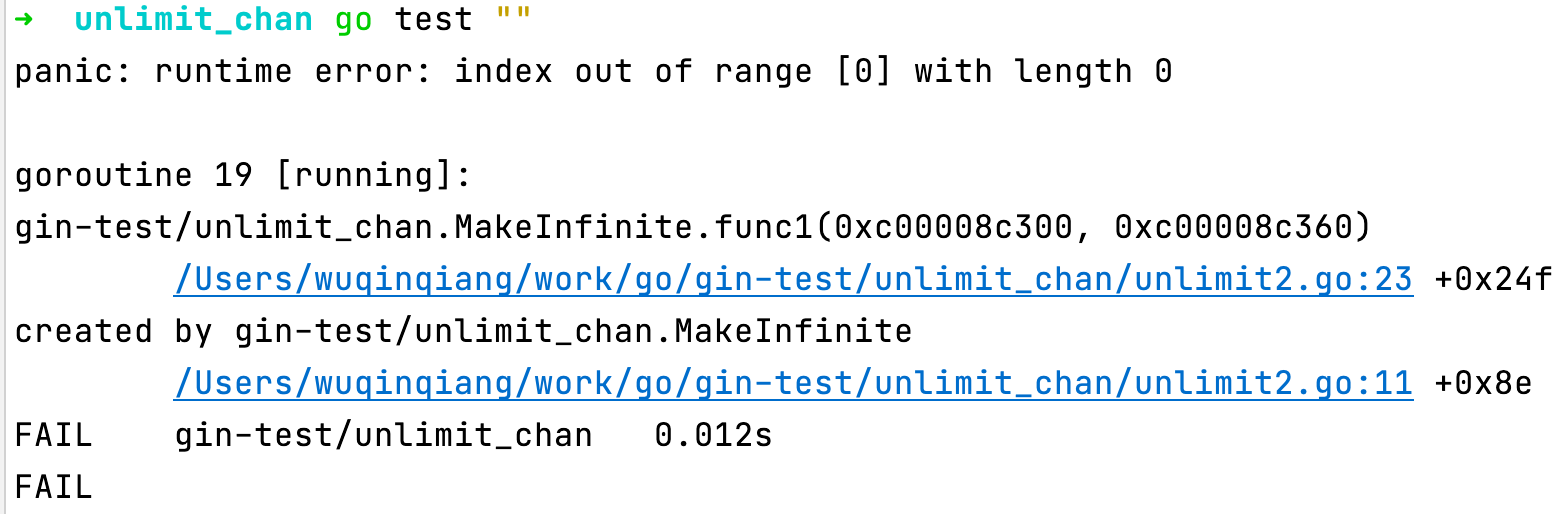 → unlimit_chan go test ""
panic: runtime error: index out of range [0] with length 0
goroutine 19 [running]:
gin-test/unlimit_chan.MakeInfinite.func1(0xc00008c300, 0xc00008c360)
/Users/wuqinqiang/work/go/gin-test/unlimit_chan/unlimit2.go:23 +0x24f
created by gin-test/unlimit_chan.MakeInfinite
/Users/wuqinqiang/work/go/gin-test/unlimit_chan/unlimit2.go:11 +0x8e
FAIL gin-test/unlimit_chan 0.012s
FAIL